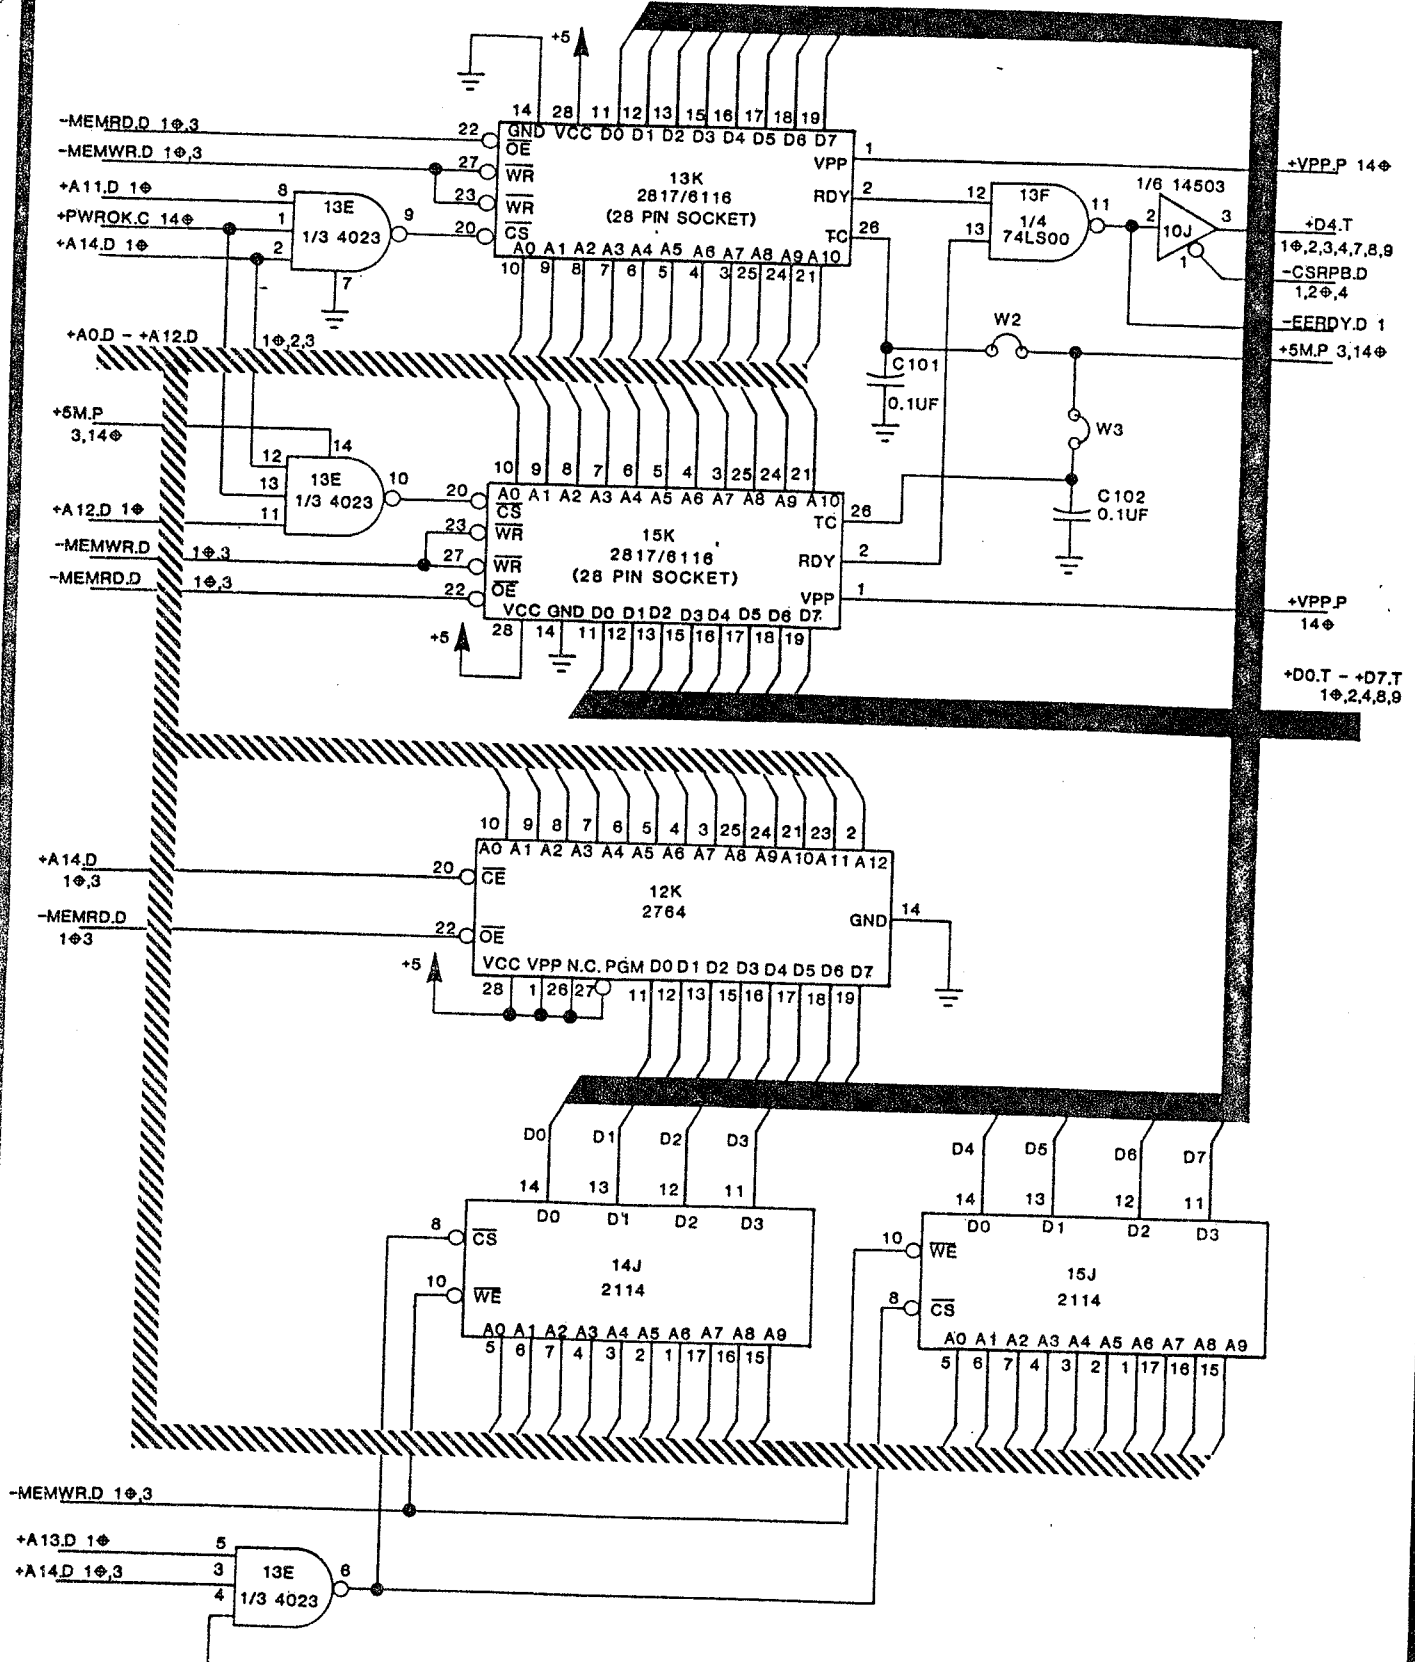 +5
14 28 11 12 13 15 16 17 18 19
-MEMRD.D 1⌖,3
22
GND VCC D0 D1 D2 D3 D4 D5 D6 D7
OE
-MEMWR.D 1⌖,3
27
WR
VPP
1
+VPP.P 14⌖
13K
2817/6116
(28 PIN SOCKET)
+A11.D 1⌖
8
13E
23
WR
RDY
2
12
13F
11
1/6 14503
+PWROK.C 14⌖
1
1/3 4023
9
20
CS
TC
26
13
1/4
74LS00
2
10J
3
+D4.T
1⌖,2,3,4,7,8,9
+A14.D 1⌖
2
7
A0 A1 A2 A3 A4 A5 A6 A7 A8 A9 A10
10 9 8 7 6 5 4 3 25 24 21
1
-CSRPB.D
1,2⌖,4
-EERDY.D 1
+A0.D - +A12.D
1⌖,2,3
W2
+5M.P 3,14⌖
C101
0.1UF
+5M.P
3,14⌖
14
W3
12
13E
10
13
1/3 4023
11
10 9 8 7 6 5 4 3 25 24 21
20
A0 A1 A2 A3 A4 A5 A6 A7 A8 A9 A10
CS
C102
0.1UF
+A12.D 1⌖
23
WR
TC
26
15K
2817/6116
(28 PIN SOCKET)
-MEMWR.D
1⌖,3
27
WR
RDY
2
-MEMRD.D
1⌖,3
22
OE
VPP
1
+VPP.P
14⌖
VCC GND D0 D1 D2 D3 D4 D5 D6 D7
+5
28 14 11 12 13 15 16 17 18 19
+D0.T - +D7.T
1⌖,2,4,8,9
10 9 8 7 6 5 4 3 25 24 21 23 2
A0 A1 A2 A3 A4 A5 A6 A7 A8 A9 A10 A11 A12
+A14.D
1⌖,3
20
CE
12K
2764
GND
14
-MEMRD.D
1⌖3
22
OE
+5
VCC VPP N.C. PGM D0 D1 D2 D3 D4 D5 D6 D7
28 1 26 27 11 12 13 15 16 17 18 19
D0 D1 D2 D3 D4 D5 D6 D7
14 13 12 11 14 13 12 11
D0 D1 D2 D3
D0 D1 D2 D3
8
CS
14J
2114
10
WE
10
WE
15J
2114
8
CS
A0 A1 A2 A3 A4 A5 A6 A7 A8 A9
5 6 7 4 3 2 1 17 16 15
A0 A1 A2 A3 A4 A5 A6 A7 A8 A9
5 6 7 4 3 2 1 17 16 15
-MEMWR.D 1⌖,3
+A13.D 1⌖
5
13E
6
+A14.D 1⌖,3
3
1/3 4023
4